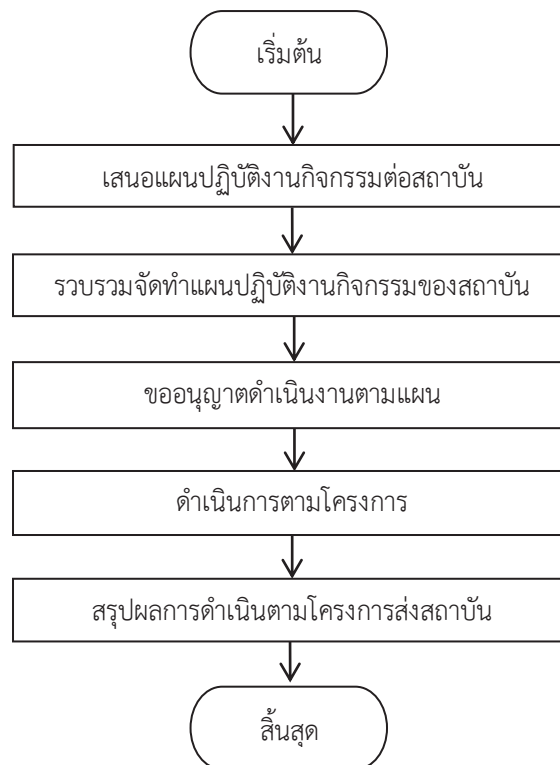 เริ่มต้น
เสนอแผนปฏิบัติงานกิจกรรมต่อสถาบัน
รวบรวมจัดทำแผนปฏิบัติงานกิจกรรมของสถาบัน
ขออนุญาตดำเนินงานตามแผน
ดำเนินการตามโครงการ
สรุปผลการดำเนินตามโครงการส่งสถาบัน
สิ้นสุด